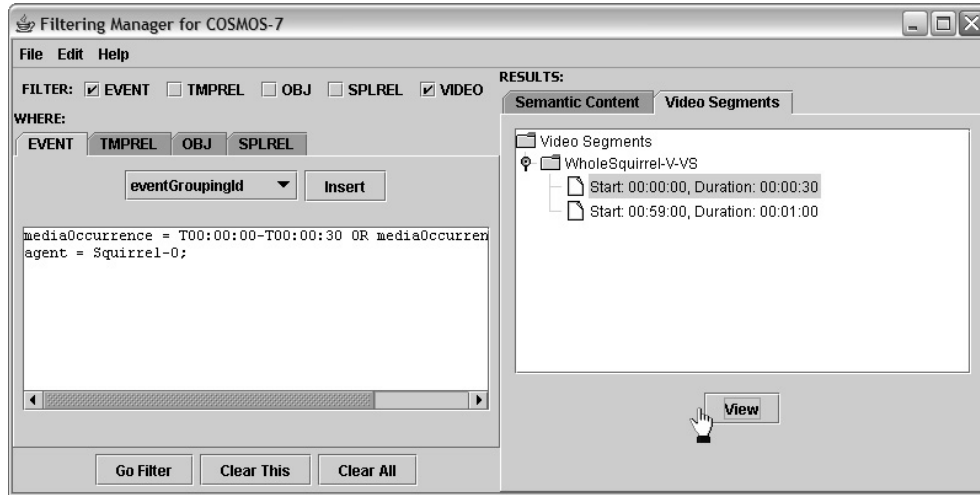 Filtering Manager for COSMOS-7
File Edit Help
FILTER: EVENT TMPREL OBJ SPLREL VIDEO
WHERE:
EVENT TMPREL OBJ SPLREL
eventGroupingId Insert
mediaOccurrence = T00:00:00-T00:00:30 OR mediaOccurren
agent = Squirrel-0;
Go Filter Clear This Clear All
RESULTS:
Semantic Content Video Segments
Video Segments
WholeSquirrel-V-VS
Start: 00:00:00, Duration: 00:00:30
Start: 00:59:00, Duration: 00:01:00
View